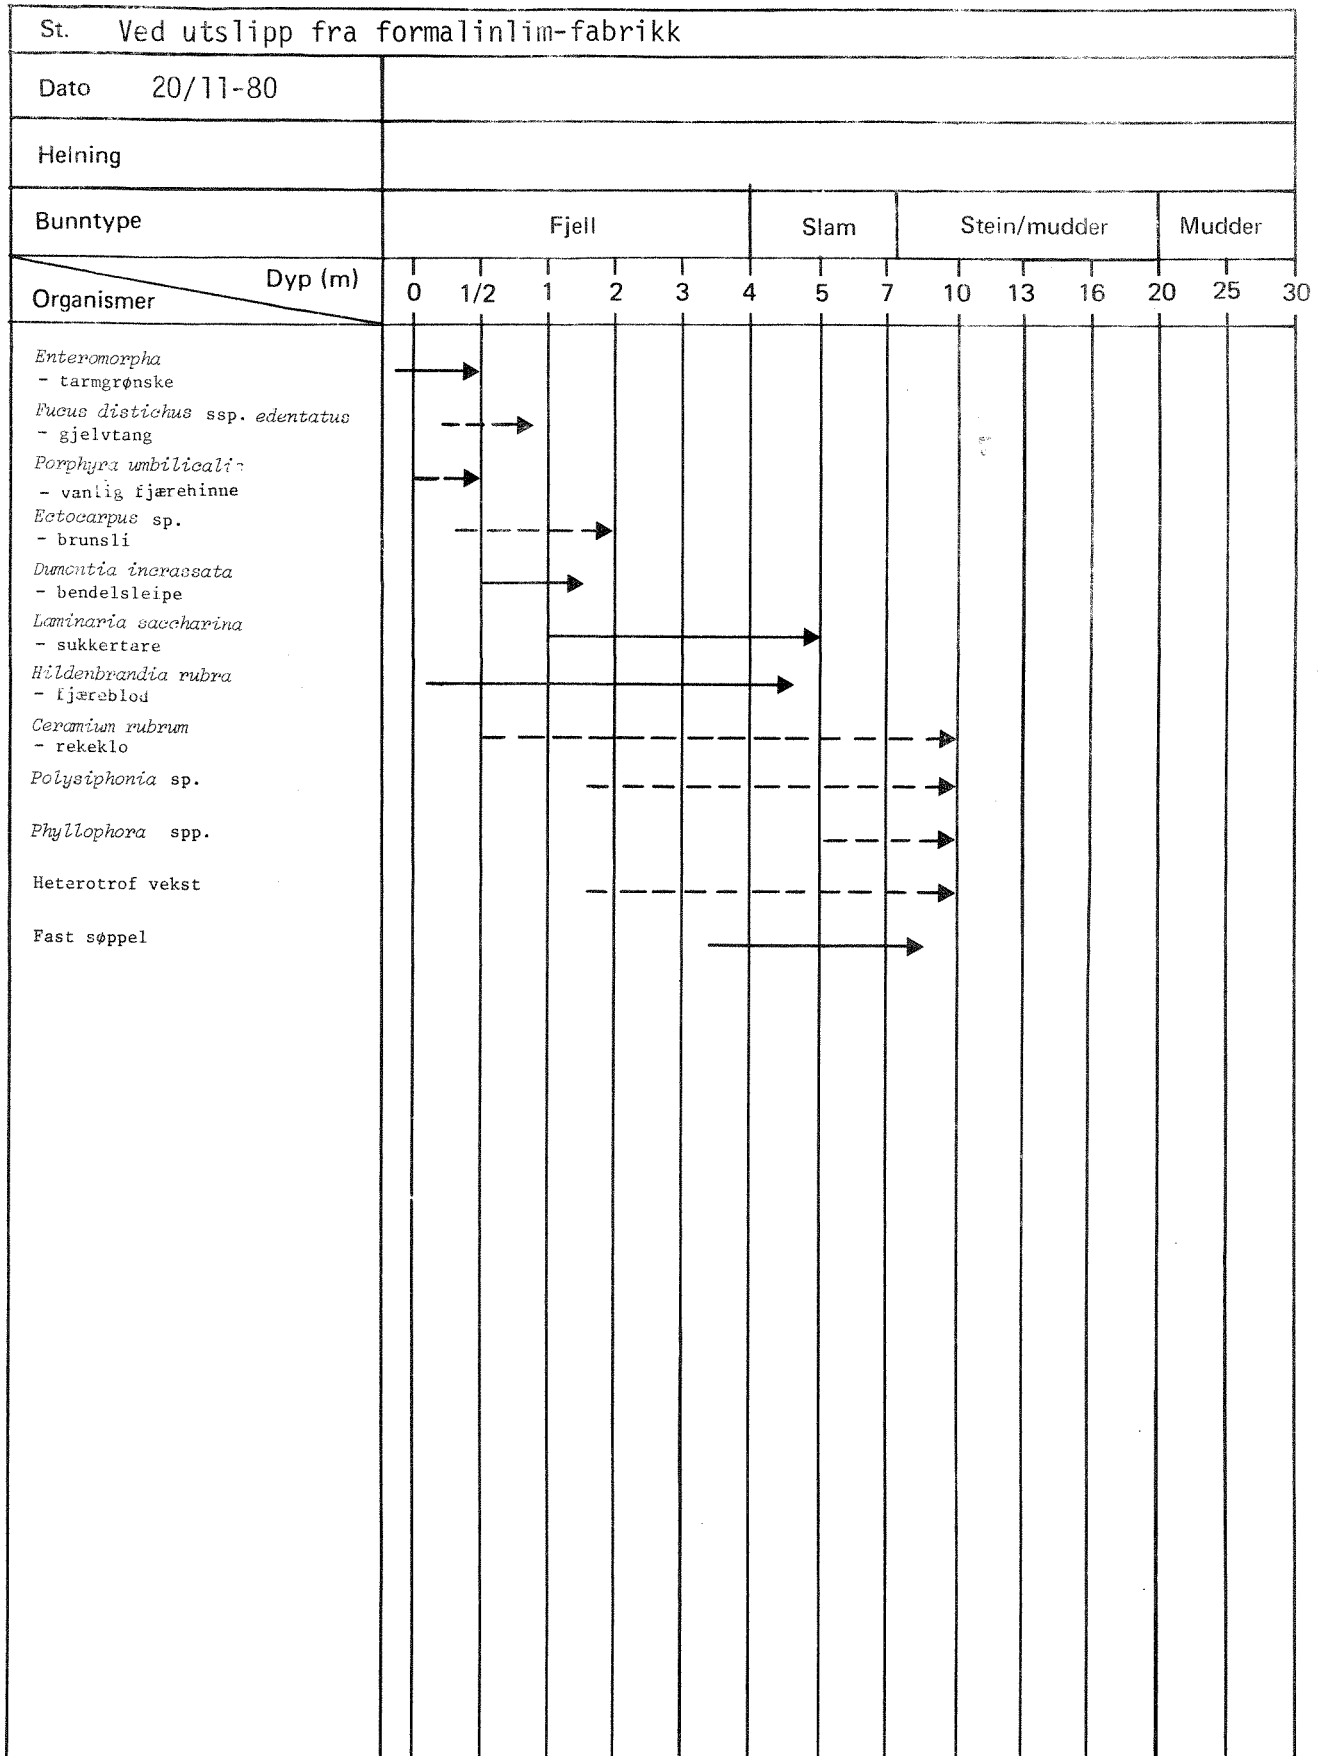 St. Ved utslipp fra formalinlim-fabrikk
Dato 20/11-80
Helning
Bunntype Fjell Slam Stein/mudder Mudder
Dyp (m)
Organismer 0 1/2 1 2 3 4 5 7 10 13 16 20 25 30
Enteromorpha
- tarmgrønske
Fucus distichus ssp. edentatus
- gjelvtang
Porphyra umbilicalis
- vanlig fjærehinne
Ectocarpus sp.
- brunsli
Dumontia incrassata
- bendelsleipe
Laminaria saccharina
- sukkertare
Hildenbrandia rubra
- fjæreblod
Ceramium rubrum
- rekeklo
Polysiphonia sp.
Phyllophora spp.
Heterotrof vekst
Fast søppel